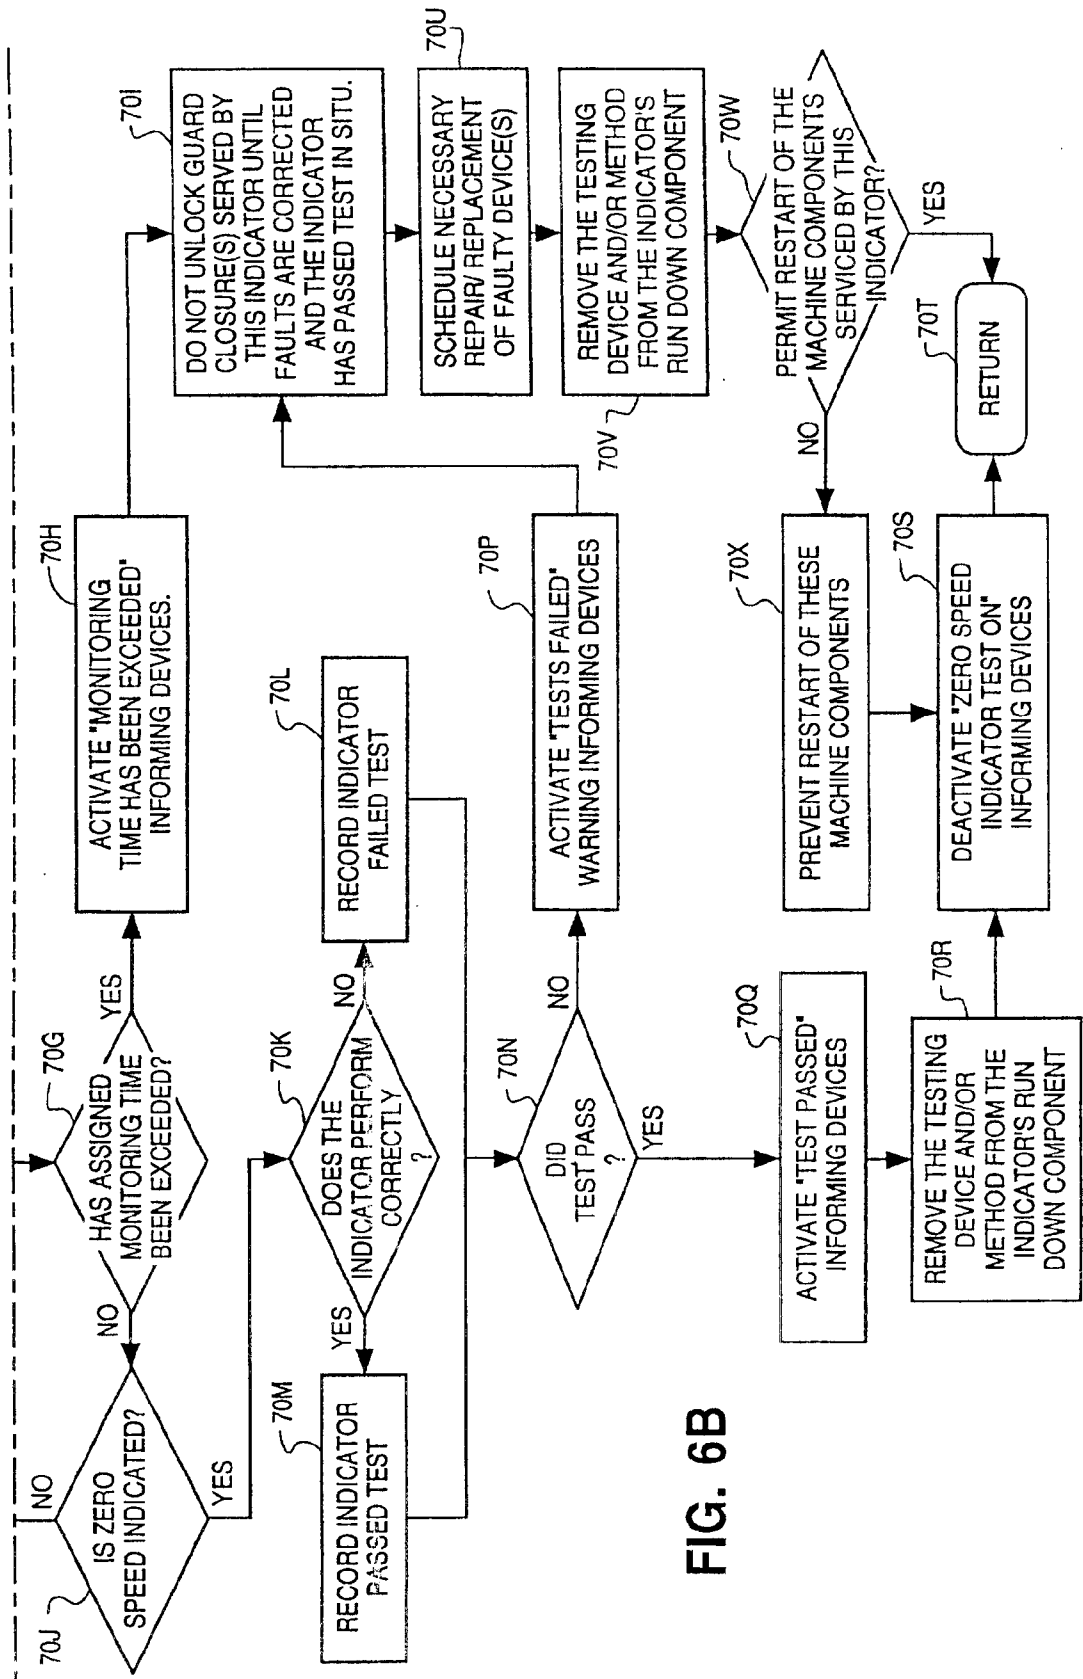 70G
HAS ASSIGNED
MONITORING TIME
BEEN EXCEEDED?
YES
NO
70H
ACTIVATE "MONITORING
TIME HAS BEEN EXCEEDED"
INFORMING DEVICES.
70I
DO NOT UNLOCK GUARD
CLOSURE(S) SERVED BY
THIS INDICATOR UNTIL
FAULTS ARE CORRECTED
AND THE INDICATOR
HAS PASSED TEST IN SITU.
70J
IS ZERO
SPEED INDICATED?
NO
YES
70K
DOES THE
INDICATOR PERFORM
CORRECTLY
?
NO
YES
70L
RECORD INDICATOR
FAILED TEST
70M
RECORD INDICATOR
PASSED TEST
70N
DID
TEST PASS
?
NO
YES
70P
ACTIVATE "TESTS FAILED"
WARNING INFORMING DEVICES
70U
SCHEDULE NECESSARY
REPAIR/ REPLACEMENT
OF FAULTY DEVICE(S)
70V
REMOVE THE TESTING
DEVICE AND/OR METHOD
FROM THE INDICATOR'S
RUN DOWN COMPONENT
70W
PERMIT RESTART OF THE
MACHINE COMPONENTS
SERVICED BY THIS
INDICATOR?
NO
YES
70X
PREVENT RESTART OF THESE
MACHINE COMPONENTS
70Q
ACTIVATE "TEST PASSED"
INFORMING DEVICES
70R
REMOVE THE TESTING
DEVICE AND/OR
METHOD FROM THE
INDICATOR'S RUN
DOWN COMPONENT
70S
DEACTIVATE "ZERO SPEED
INDICATOR TEST ON"
INFORMING DEVICES
70T
RETURN
FIG. 6B